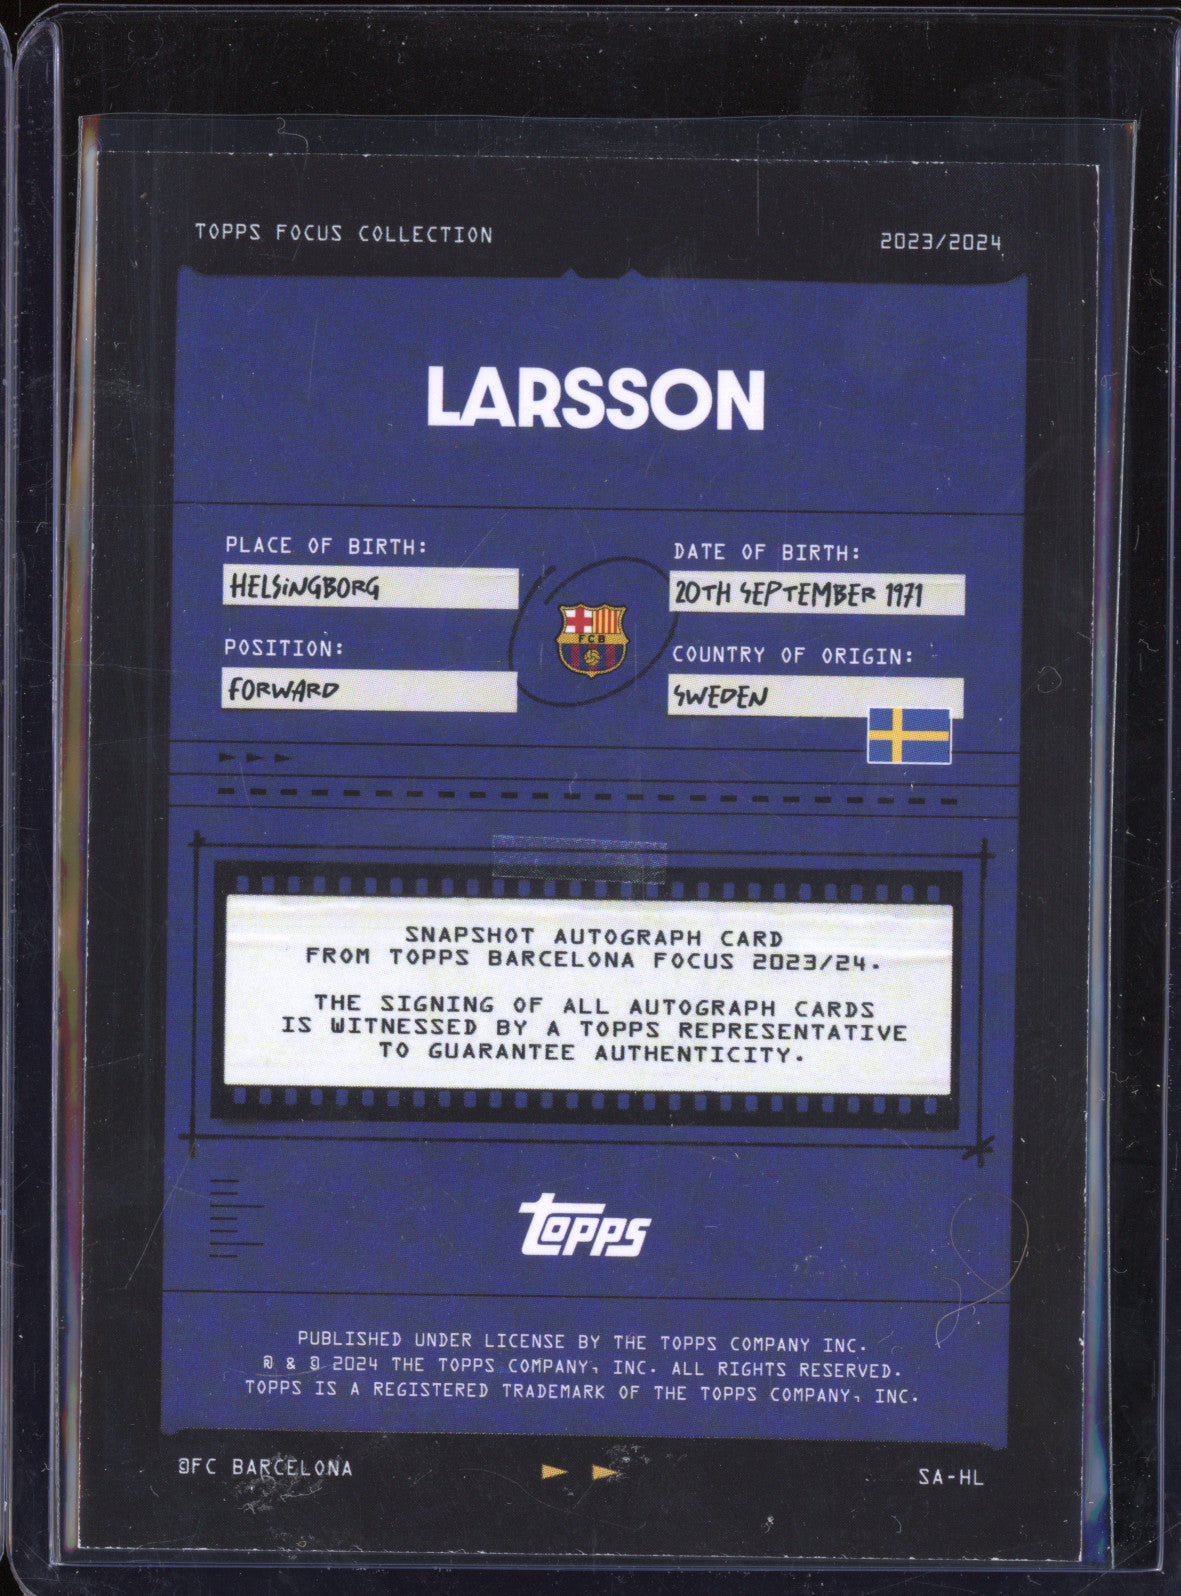 TOPPS FOCUS COLLECTION
2023/2024
LARSSON
PLACE OF BIRTH:
HELSiNGBORG
DATE OF BIRTH:
20TH SEPTEMBER 1971
FCB
POSITION:
FORWARD
COUNTRY OF ORIGIN:
SWEDEN
SNAPSHOT AUTOGRAPH CARD
FROM TOPPS BARCELONA FOCUS 2023/24.
THE SIGNING OF ALL AUTOGRAPH CARDS
IS WITNESSED BY A TOPPS REPRESENTATIVE
TO GUARANTEE AUTHENTICITY.
topps
PUBLISHED UNDER LICENSE BY THE TOPPS COMPANY INC.
® & © 2024 THE TOPPS COMPANY, INC. ALL RIGHTS RESERVED.
TOPPS IS A REGISTERED TRADEMARK OF THE TOPPS COMPANY, INC.
©FC BARCELONA
SA-HL